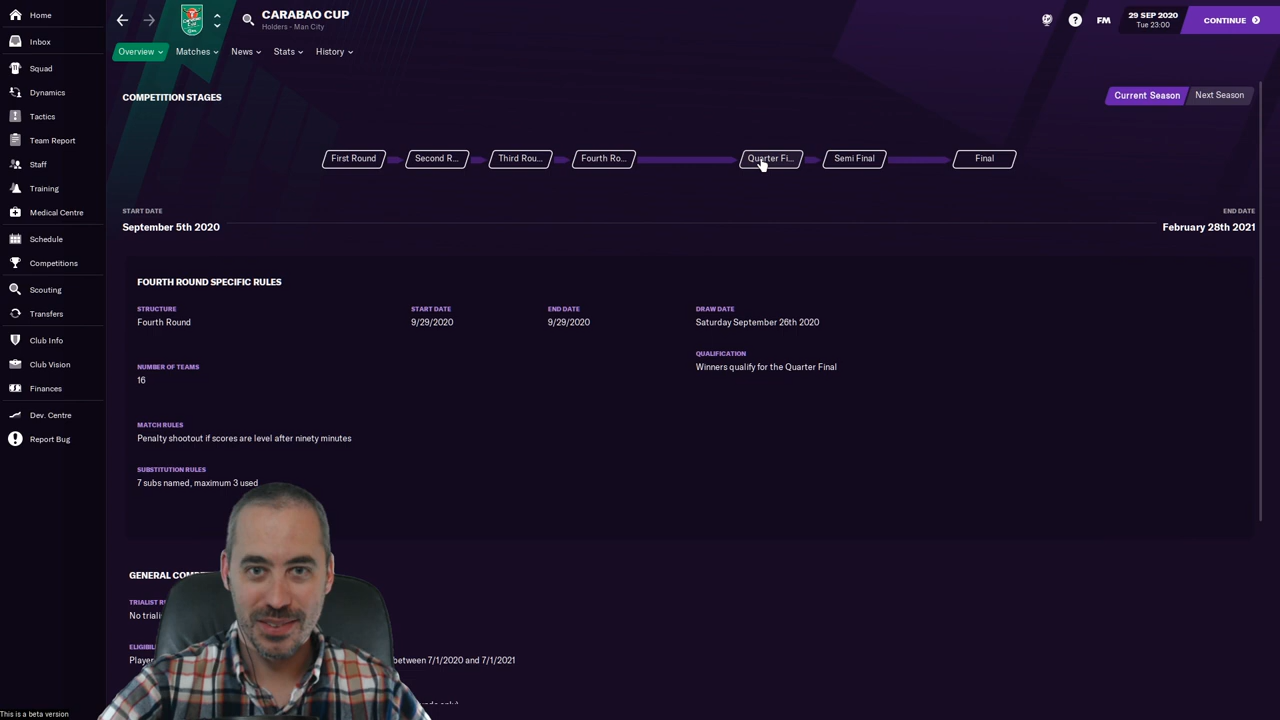 Home
Inbox
Squad
Dynamics
Tactics
Team Report
Staff
Training
Medical Centre
Schedule
Competitions
Scouting
Transfers
Club Info
Club Vision
Finances
Dev. Centre
Report Bug
This is a beta version
CARABAO CUP
Holders - Man City
FM
29 SEP 2020
Tue 23:00
CONTINUE
Overview
Matches
News
Stats
History
COMPETITION STAGES
Current Season
Next Season
First Round
Second R...
Third Rou...
Fourth Ro...
Quarter Fi...
Semi Final
Final
START DATE
September 5th 2020
END DATE
February 28th 2021
FOURTH ROUND SPECIFIC RULES
STRUCTURE
Fourth Round
START DATE
9/29/2020
END DATE
9/29/2020
DRAW DATE
Saturday September 26th 2020
QUALIFICATION
Winners qualify for the Quarter Final
NUMBER OF TEAMS
16
MATCH RULES
Penalty shootout if scores are level after ninety minutes
SUBSTITUTION RULES
7 subs named, maximum 3 used
GENERAL
TRIALIST
No
between 7/1/2020 and 7/1/2021